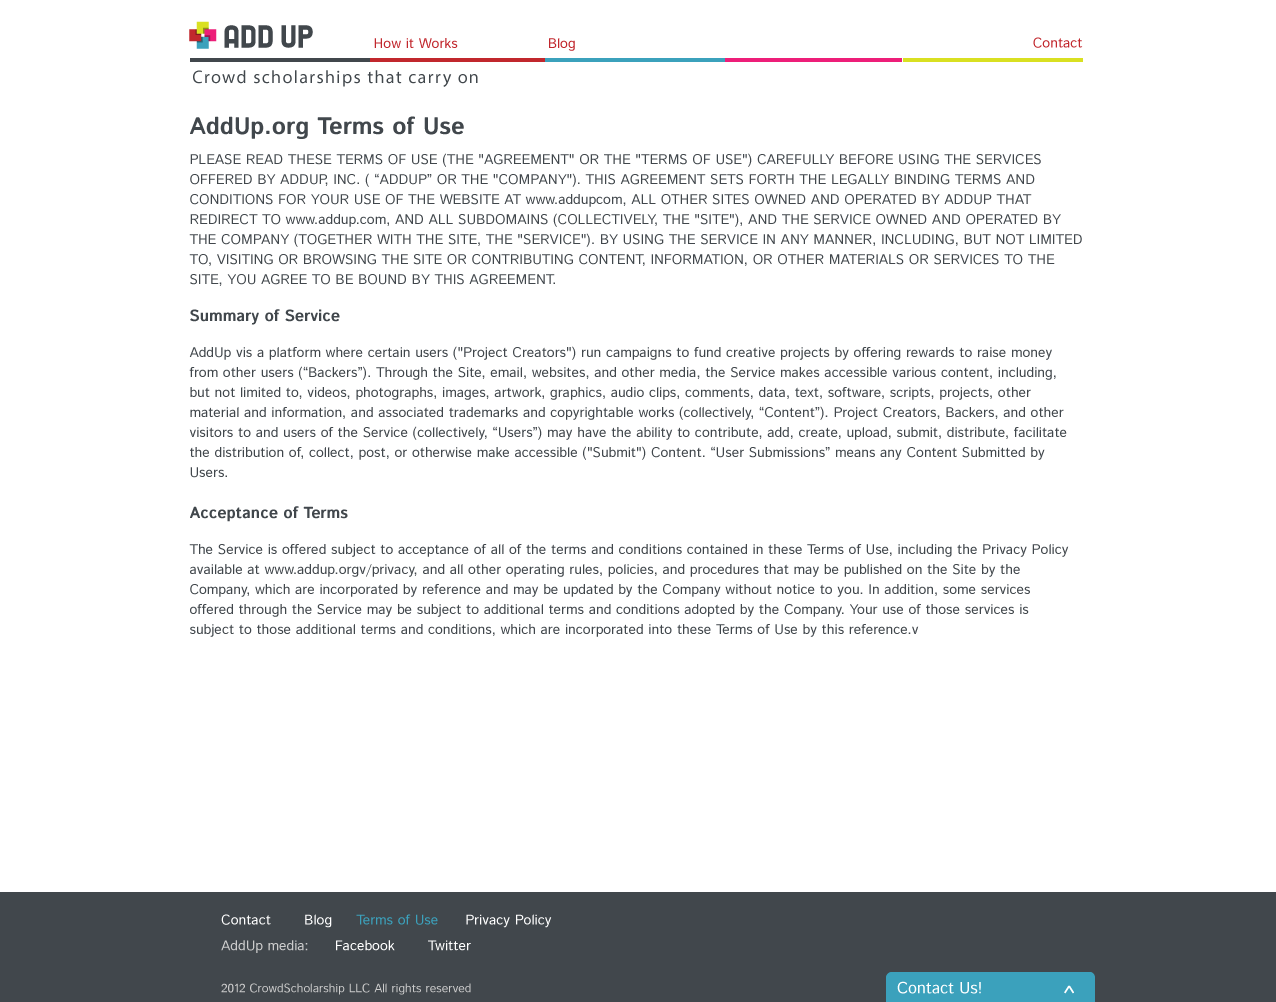 ADD UP
How it Works Blog Contact
Crowd scholarships that carry on
AddUp.org Terms of Use
PLEASE READ THESE TERMS OF USE (THE "AGREEMENT" OR THE "TERMS OF USE") CAREFULLY BEFORE USING THE SERVICES
OFFERED BY ADDUP, INC. ( “ADDUP” OR THE "COMPANY"). THIS AGREEMENT SETS FORTH THE LEGALLY BINDING TERMS AND
CONDITIONS FOR YOUR USE OF THE WEBSITE AT www.addupcom, ALL OTHER SITES OWNED AND OPERATED BY ADDUP THAT
REDIRECT TO www.addup.com, AND ALL SUBDOMAINS (COLLECTIVELY, THE "SITE"), AND THE SERVICE OWNED AND OPERATED BY
THE COMPANY (TOGETHER WITH THE SITE, THE "SERVICE"). BY USING THE SERVICE IN ANY MANNER, INCLUDING, BUT NOT LIMITED
TO, VISITING OR BROWSING THE SITE OR CONTRIBUTING CONTENT, INFORMATION, OR OTHER MATERIALS OR SERVICES TO THE
SITE, YOU AGREE TO BE BOUND BY THIS AGREEMENT.
Summary of Service
AddUp vis a platform where certain users ("Project Creators") run campaigns to fund creative projects by offering rewards to raise money
from other users (“Backers”). Through the Site, email, websites, and other media, the Service makes accessible various content, including,
but not limited to, videos, photographs, images, artwork, graphics, audio clips, comments, data, text, software, scripts, projects, other
material and information, and associated trademarks and copyrightable works (collectively, “Content”). Project Creators, Backers, and other
visitors to and users of the Service (collectively, “Users”) may have the ability to contribute, add, create, upload, submit, distribute, facilitate
the distribution of, collect, post, or otherwise make accessible ("Submit") Content. “User Submissions” means any Content Submitted by
Users.
Acceptance of Terms
The Service is offered subject to acceptance of all of the terms and conditions contained in these Terms of Use, including the Privacy Policy
available at www.addup.orgv/privacy, and all other operating rules, policies, and procedures that may be published on the Site by the
Company, which are incorporated by reference and may be updated by the Company without notice to you. In addition, some services
offered through the Service may be subject to additional terms and conditions adopted by the Company. Your use of those services is
subject to those additional terms and conditions, which are incorporated into these Terms of Use by this reference.v
Contact Blog Terms of Use Privacy Policy
AddUp media: Facebook Twitter
2012 CrowdScholarship LLC All rights reserved
Contact Us!